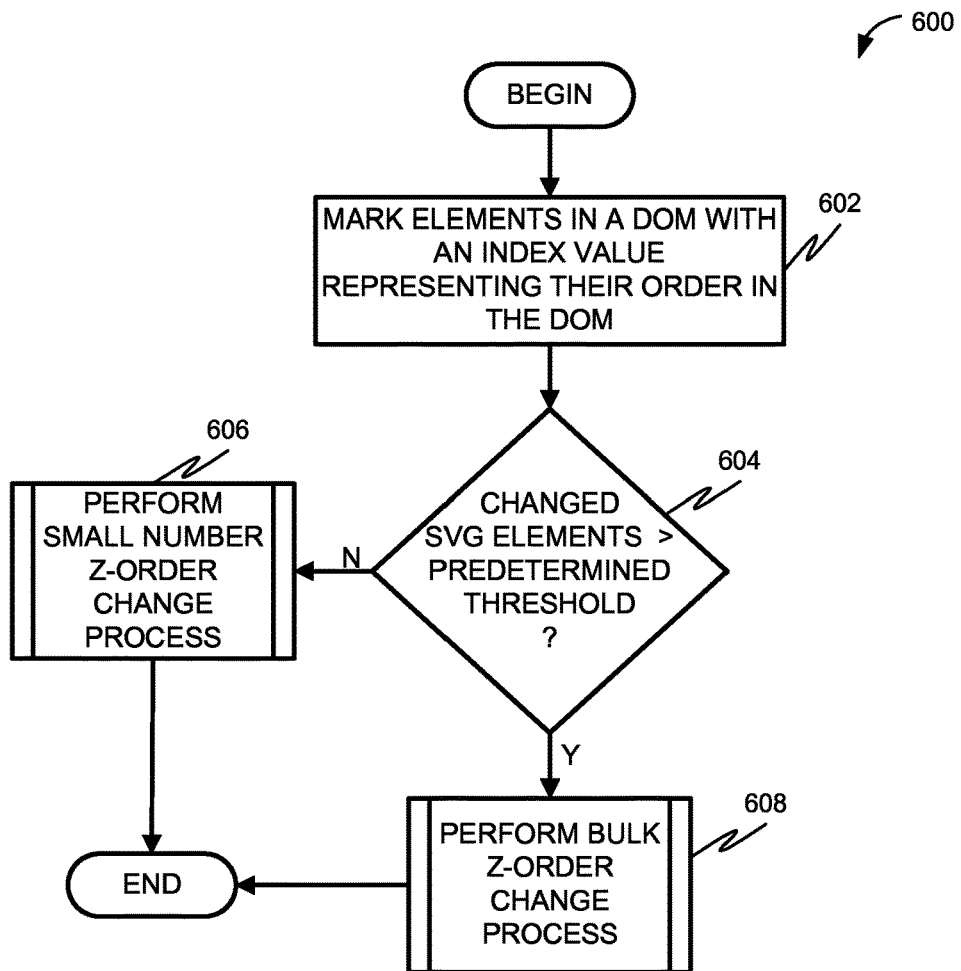 600
BEGIN
602
MARK ELEMENTS IN A DOM WITH
AN INDEX VALUE
REPRESENTING THEIR ORDER IN
THE DOM
604
CHANGED
SVG ELEMENTS >
PREDETERMINED
THRESHOLD
?
N
606
PERFORM
SMALL NUMBER
Z-ORDER
CHANGE
PROCESS
Y
608
PERFORM BULK
Z-ORDER
CHANGE
PROCESS
END